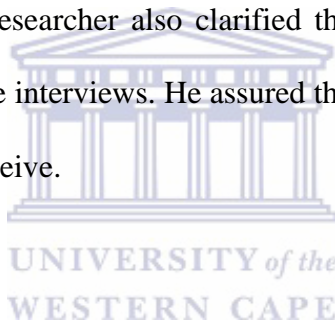 esearcher also clarified th
e interviews. He assured th
eive.
UNIVERSITY of the
WESTERN CAPE